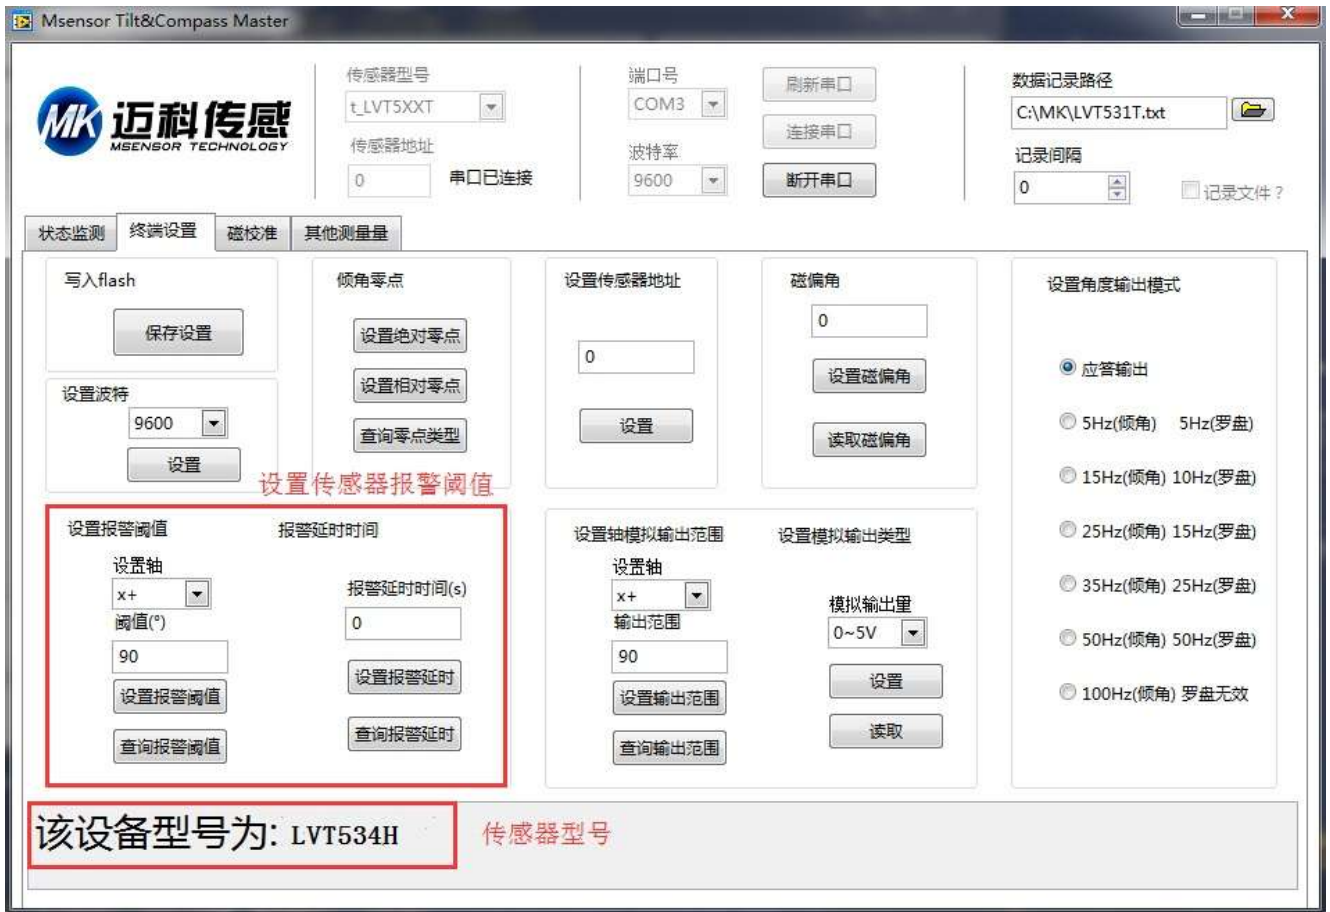 Msensor Tilt&Compass Master
MK 迈科传感
MSENSOR TECHNOLOGY
传感器型号
t_LVT5XXT
传感器地址
0
串口已连接
端口号
COM3
波特率
9600
刷新串口
连接串口
断开串口
数据记录路径
C:\MK\LVT531T.txt
记录间隔
0
记录文件?
状态监测
终端设置
磁校准
其他测量量
写入flash
保存设置
设置波特
9600
设置
倾角零点
设置绝对零点
设置相对零点
查询零点类型
设置传感器地址
0
设置
磁偏角
0
设置磁偏角
读取磁偏角
设置角度输出模式
应答输出
5Hz(倾角) 5Hz(罗盘)
15Hz(倾角) 10Hz(罗盘)
25Hz(倾角) 15Hz(罗盘)
35Hz(倾角) 25Hz(罗盘)
50Hz(倾角) 50Hz(罗盘)
100Hz(倾角) 罗盘无效
设置传感器报警阈值
设置报警阈值
设置轴
x+
阈值(°)
90
设置报警阈值
查询报警阈值
报警延时时间
报警延时时间(s)
0
设置报警延时
查询报警延时
设置轴模拟输出范围
设置轴
x+
输出范围
90
设置输出范围
查询输出范围
设置模拟输出类型
模拟输出量
0~5V
设置
读取
该设备型号为: LVT534H
传感器型号